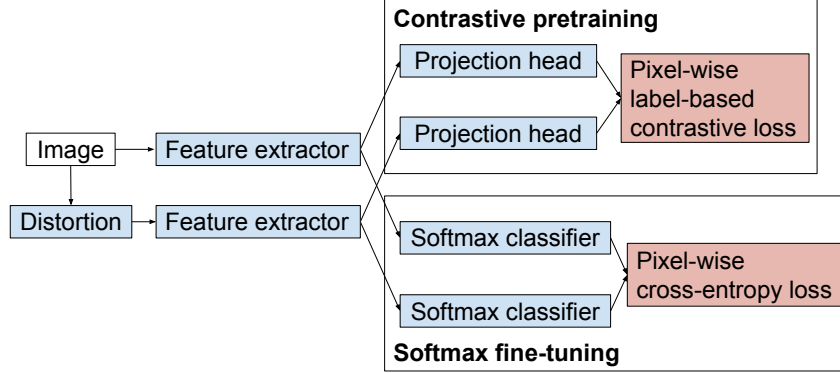 Contrastive pretraining
Projection head
Pixel-wise
label-based
contrastive loss
Projection head
Image
Feature extractor
Distortion
Feature extractor
Softmax classifier
Pixel-wise
cross-entropy loss
Softmax classifier
Softmax fine-tuning